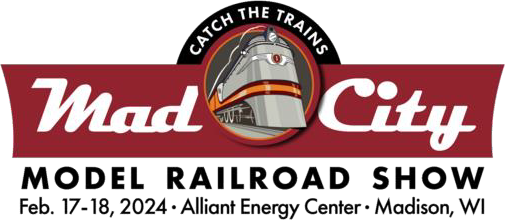 CATCH THE TRAINS
Mad City
MODEL RAILROAD SHOW
Feb. 17-18, 2024 · Alliant Energy Center · Madison, WI